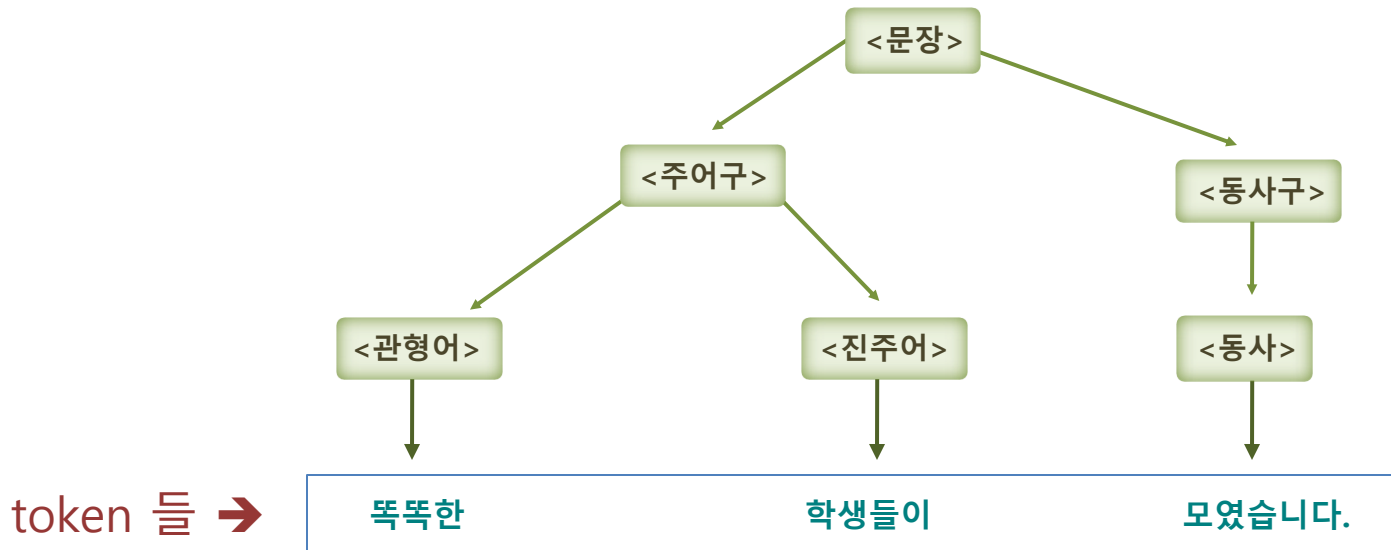 <문장>
<주어구>
<동사구>
<관형어>
<진주어>
<동사>
token 들 ➔ 똑똑한 학생들이 모였습니다.